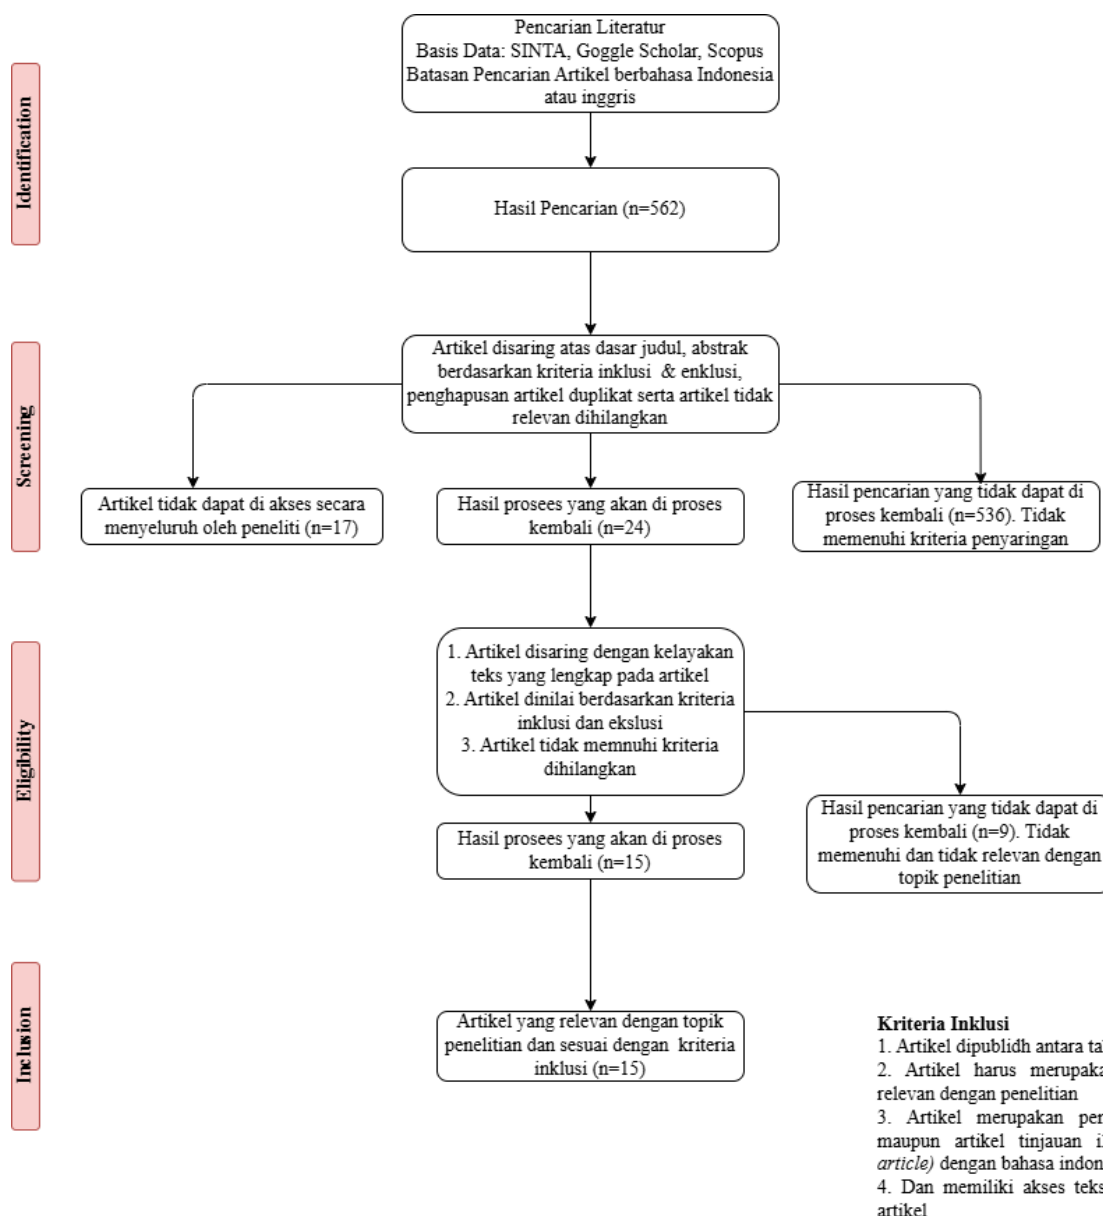 Pencarian Literatur
Basis Data: SINTA, Goggle Scholar, Scopus
Batasan Pencarian Artikel berbahasa Indonesia
atau inggris
Identification
Hasil Pencarian (n=562)
Screening
Artikel disaring atas dasar judul, abstrak
berdasarkan kriteria inklusi & enklusi,
penghapusan artikel duplikat serta artikel tidak
relevan dihilangkan
Artikel tidak dapat di akses secara
menyeluruh oleh peneliti (n=17)
Hasil prosees yang akan di proses
kembali (n=24)
Hasil pencarian yang tidak dapat di
proses kembali (n=536). Tidak
memenuhi kriteria penyaringan
Eligibility
1. Artikel disaring dengan kelayakan
teks yang lengkap pada artikel
2. Artikel dinilai berdasarkan kriteria
inklusi dan ekslusi
3. Artikel tidak memnuhi kriteria
dihilangkan
Hasil prosees yang akan di proses
kembali (n=15)
Hasil pencarian yang tidak dapat di
proses kembali (n=9). Tidak
memenuhi dan tidak relevan dengan
topik penelitian
Inclusion
Artikel yang relevan dengan topik
penelitian dan sesuai dengan kriteria
inklusi (n=15)
Kriteria Inklusi
1. Artikel dipublidh antara
2. Artikel harus
relevan dengan penelitian
3. Artikel merupakan
maupun artikel tinjauan
article) dengan bahasa
4. Dan memiliki akses teks
artikel